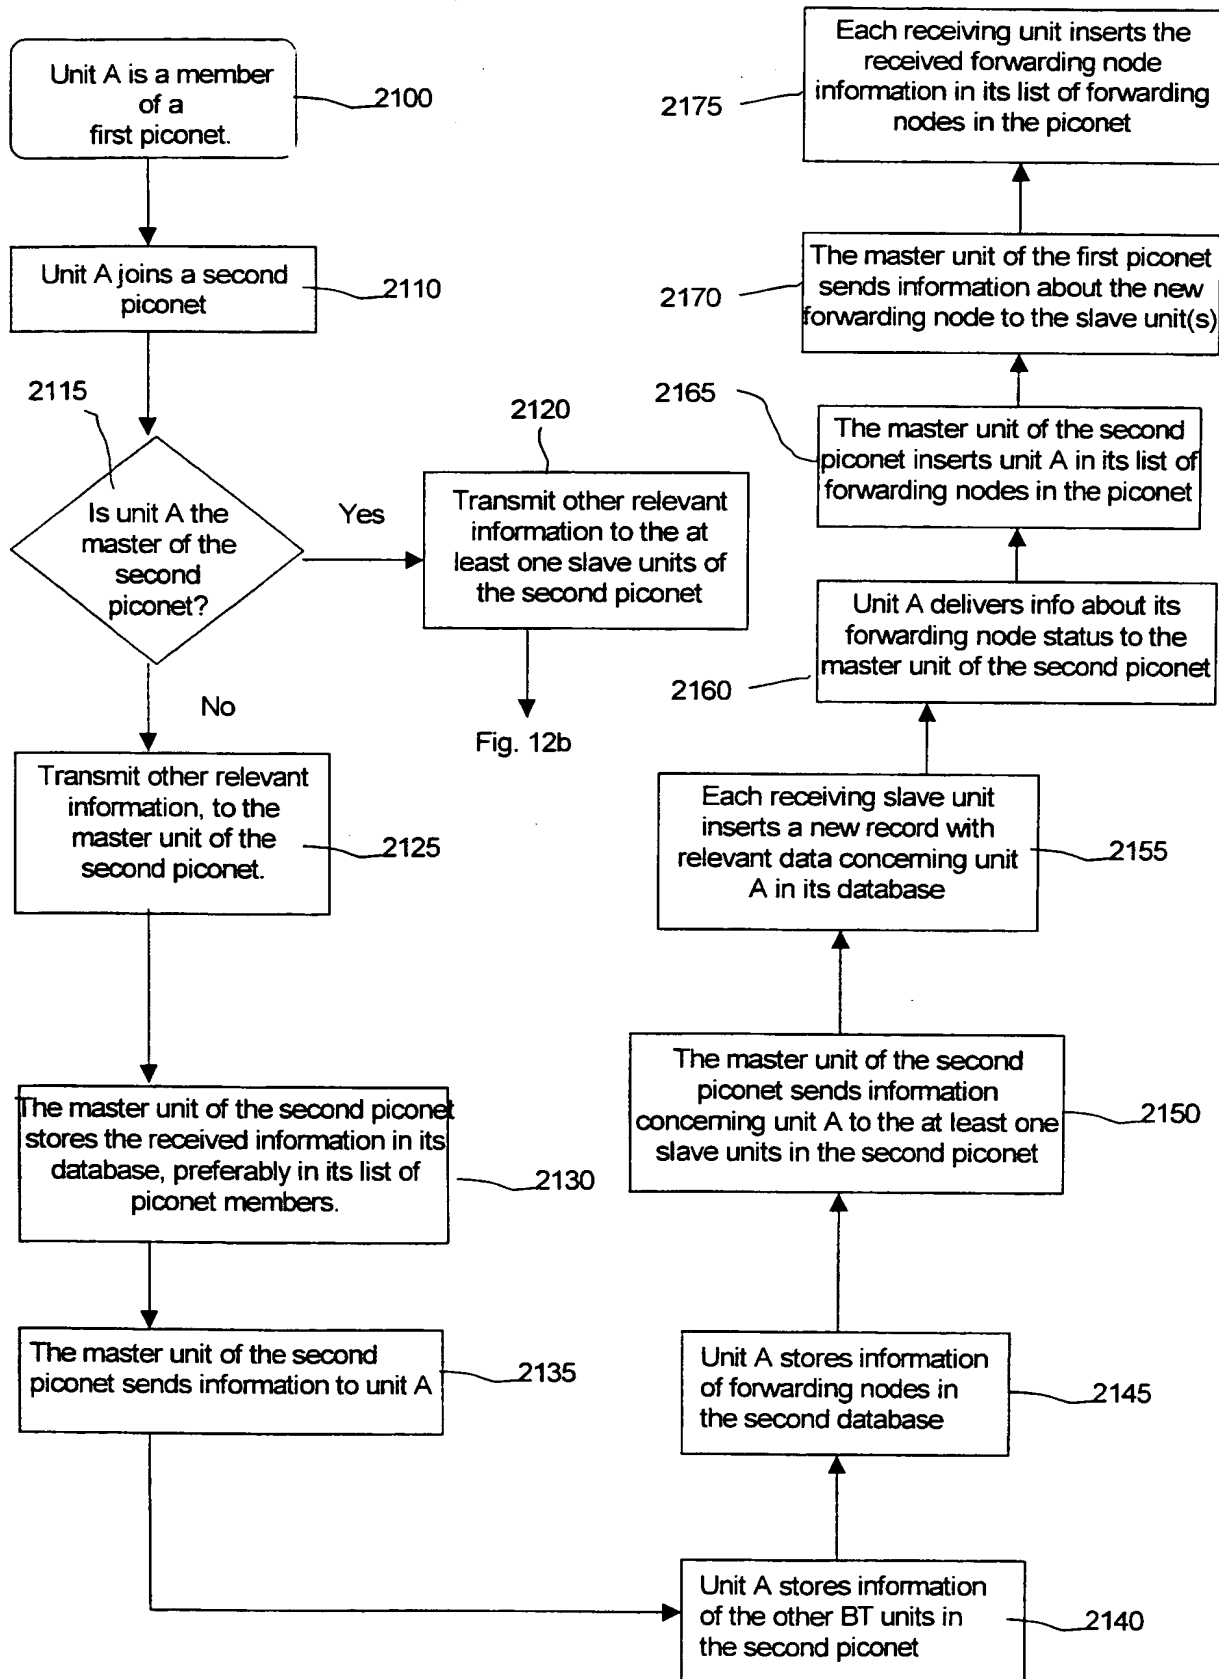 Unit A is a member
of a
first piconet.
2100
Unit A joins a second
piconet
2110
2115
Is unit A the
master of the
second
piconet?
Yes
No
2120
Transmit other relevant
information to the at
least one slave units of
the second piconet
Fig. 12b
Transmit other relevant
information, to the
master unit of the
second piconet.
2125
The master unit of the second piconet
stores the received information in its
database, preferably in its list of
piconet members.
2130
The master unit of the second
piconet sends information to unit A
2135
Unit A stores information
of the other BT units in
the second piconet
2140
Unit A stores information
of forwarding nodes in
the second database
2145
The master unit of the second
piconet sends information
concerning unit A to the at least one
slave units in the second piconet
2150
Each receiving slave unit
inserts a new record with
relevant data concerning unit
A in its database
2155
Unit A delivers info about its
forwarding node status to the
master unit of the second piconet
2160
The master unit of the second
piconet inserts unit A in its list of
forwarding nodes in the piconet
2165
The master unit of the first piconet
sends information about the new
forwarding node to the slave unit(s)
2170
Each receiving unit inserts the
received forwarding node
information in its list of forwarding
nodes in the piconet
2175